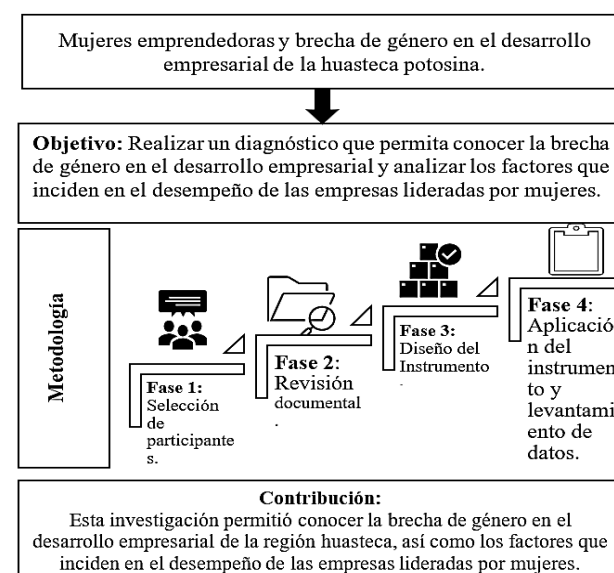 Mujeres emprendedoras y brecha de género en el desarrollo
empresarial de la huasteca potosina.
Objetivo: Realizar un diagnóstico que permita conocer la brecha
de género en el desarrollo empresarial y analizar los factores que
inciden en el desempeño de las empresas lideradas por mujeres.
Metodología
Fase 1:
Selección
de
participante
s.
Fase 2:
Revisión
documental
.
Fase 3:
Diseño del
Instrumento
.
Fase 4:
Aplicació
n del
instrumen
to y
levantami
ento de
datos.
Contribución:
Esta investigación permitió conocer la brecha de género en el
desarrollo empresarial de la región huasteca, así como los factores que
inciden en el desempeño de las empresas lideradas por mujeres.